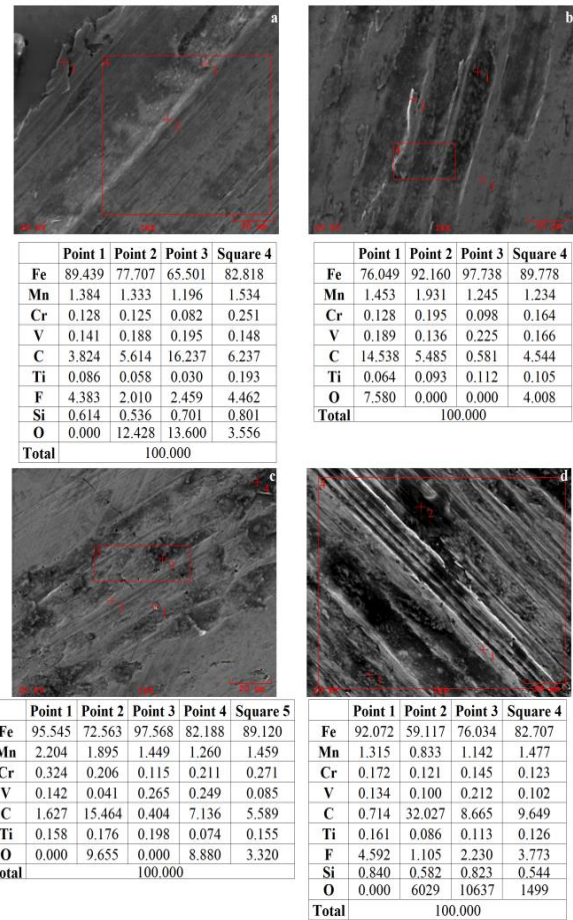 a
Point 1 Point 2 Point 3 Square 4
Fe 89.439 77.707 65.501 82.818
Mn 1.384 1.333 1.196 1.534
Cr 0.128 0.125 0.082 0.251
V 0.141 0.188 0.195 0.148
C 3.824 5.614 16.237 6.237
Ti 0.086 0.058 0.030 0.193
F 4.383 2.010 2.459 4.462
Si 0.614 0.536 0.701 0.801
O 0.000 12.428 13.600 3.556
Total 100.000
b
Point 1 Point 2 Point 3 Square 4
Fe 76.049 92.160 97.738 89.778
Mn 1.453 1.931 1.245 1.234
Cr 0.128 0.195 0.098 0.164
V 0.189 0.136 0.225 0.166
C 14.538 5.485 0.581 4.544
Ti 0.064 0.093 0.112 0.105
O 7.580 0.000 0.000 4.008
Total 100.000
c
Point 1 Point 2 Point 3 Point 4 Square 5
Fe 95.545 72.563 97.568 82.188 89.120
Mn 2.204 1.895 1.449 1.260 1.459
Cr 0.324 0.206 0.115 0.211 0.271
V 0.142 0.041 0.265 0.249 0.085
C 1.627 15.464 0.404 7.136 5.589
Ti 0.158 0.176 0.198 0.074 0.155
O 0.000 9.655 0.000 8.880 3.320
Total 100.000
d
Point 1 Point 2 Point 3 Square 4
Fe 92.072 59.117 76.034 82.707
Mn 1.315 0.833 1.142 1.477
Cr 0.172 0.121 0.145 0.123
V 0.134 0.100 0.212 0.102
C 0.714 32.027 8.665 9.649
Ti 0.161 0.086 0.113 0.126
F 4.592 1.105 2.230 3.773
Si 0.840 0.582 0.823 0.544
O 0.000 6029 10637 1499
Total 100.000